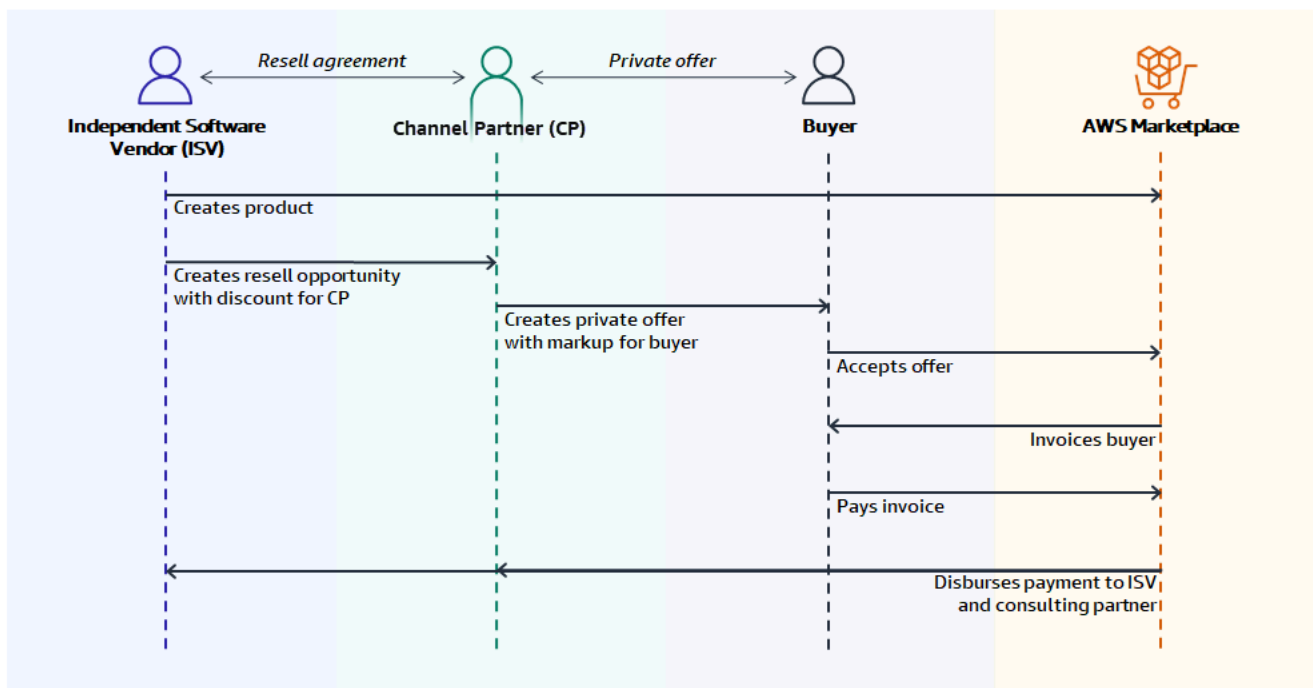 Resell agreement
Private offer
Independent Software
Vendor (ISV)
Channel Partner (CP)
Buyer
AWS Marketplace
Creates product
Creates resell opportunity
with discount for CP
Creates private offer
with markup for buyer
Accepts offer
Invoices buyer
Pays invoice
Disburses payment to ISV
and consulting partner